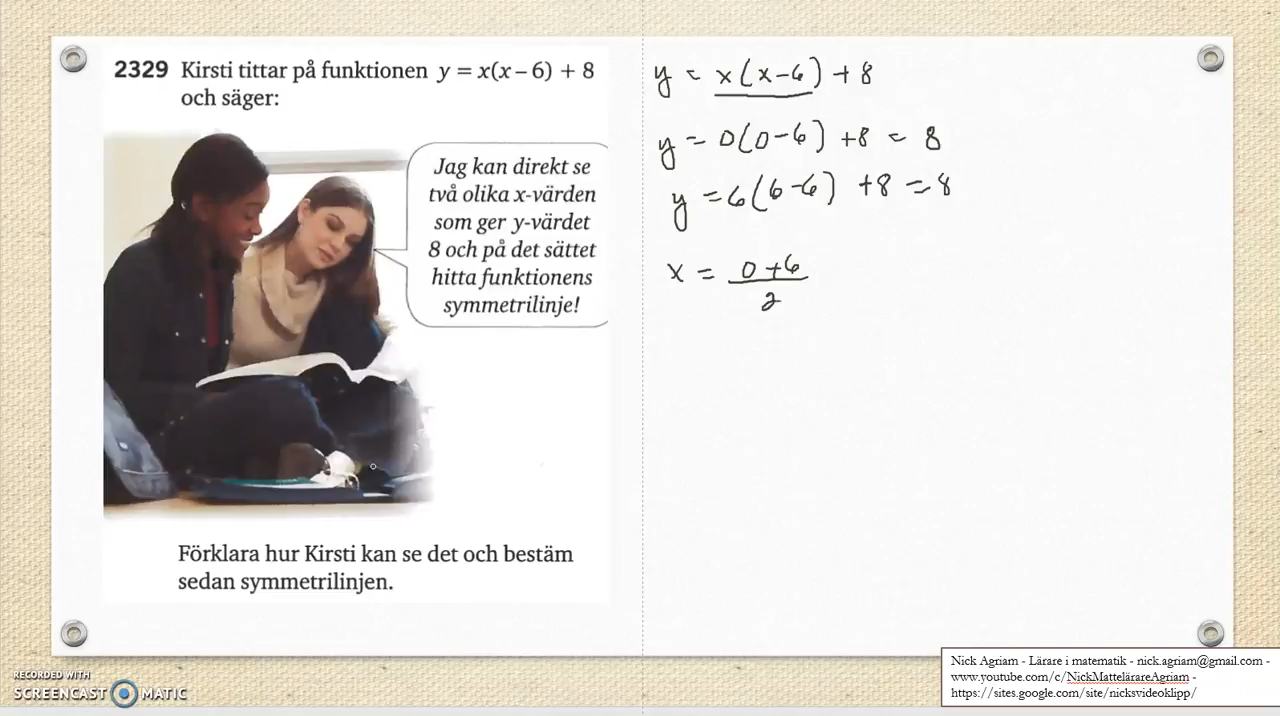 2329 Kirsti tittar på funktionen y = x(x – 6) + 8
och säger:
Jag kan direkt se
två olika x-värden
som ger y-värdet
8 och på det sättet
hitta funktionens
symmetrilinje!
Förklara hur Kirsti kan se det och bestäm
sedan symmetrilinjen.
y = x(x-6) + 8
y = 0(0-6) +8 = 8
y = 6(6-6) +8 = 8
x = 0+6
2
RECORDED WITH
SCREENCAST MATIC
Nick Agriam - Lärare i matematik - nick.agriam@gmail.com -
www.youtube.com/c/NickMattelärareAgriam -
https://sites.google.com/site/nicksvideoklipp/